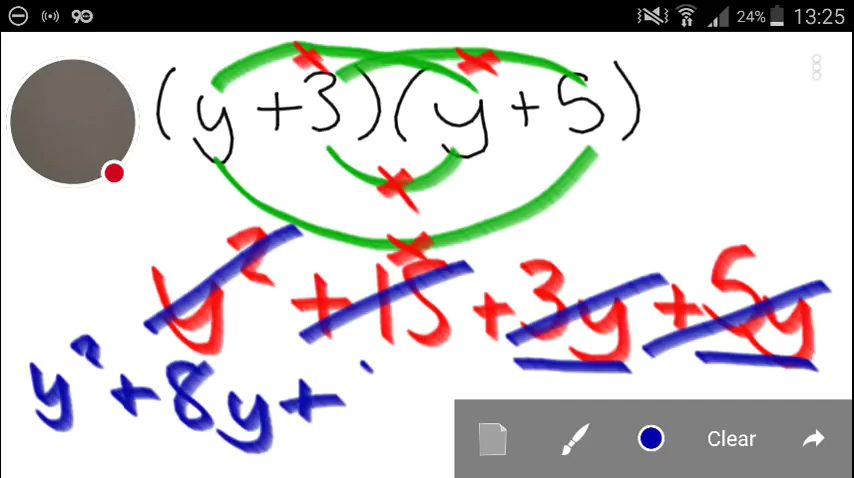 24% 13:25
(y+3)(y+5)
y² +15 +3y +5y
y²+8y+
Clear